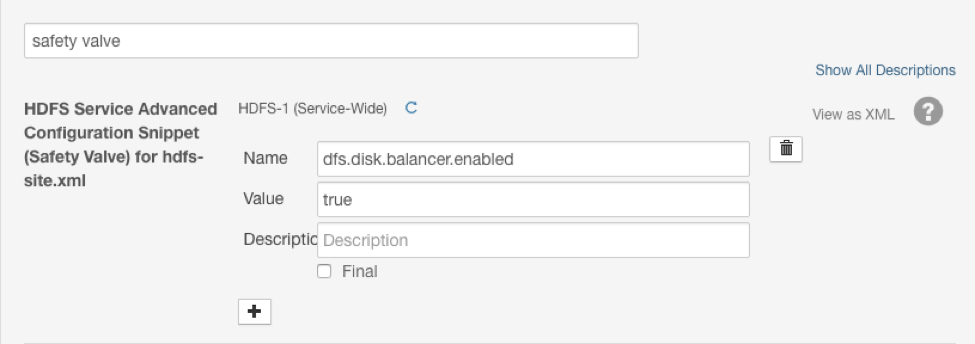 safety valve
Show All Descriptions
HDFS Service Advanced
Configuration Snippet
(Safety Valve) for hdfs-
site.xml
HDFS-1 (Service-Wide)
View as XML ?
Name dfs.disk.balancer.enabled
Value true
Descriptio Description
Final